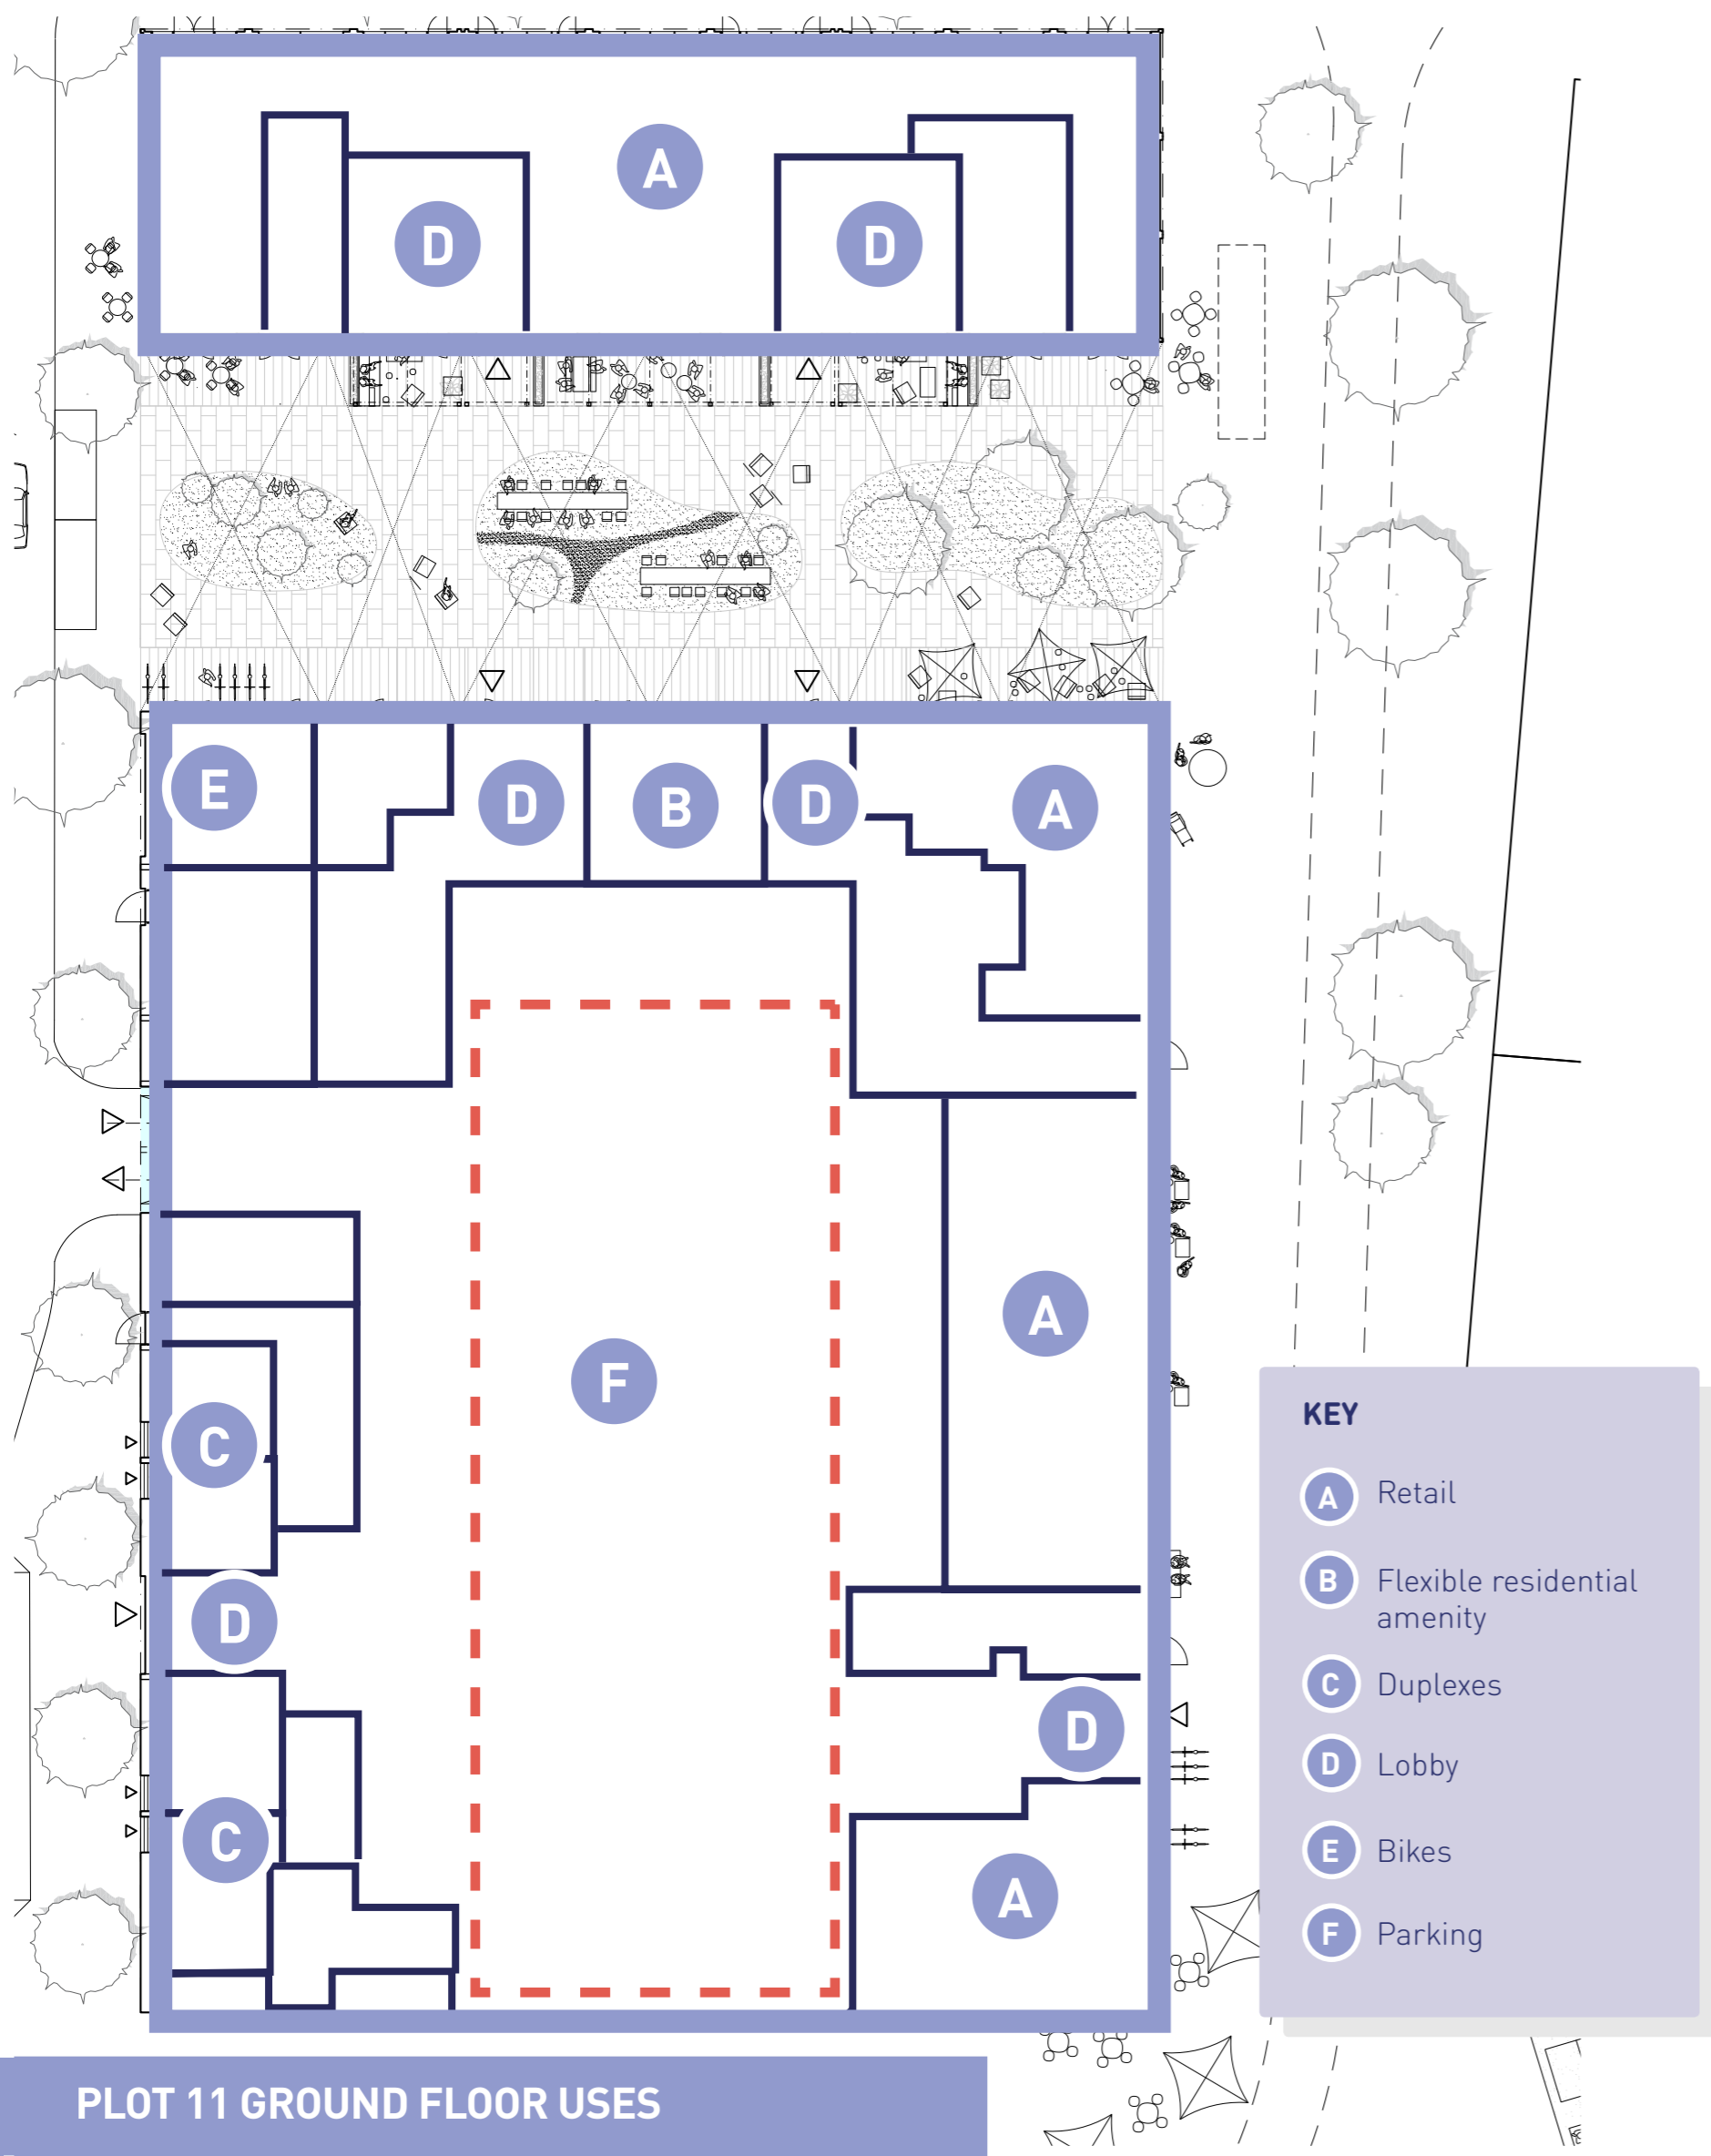 A
D
D
E
D
B
D
A
A
F
C
D
D
C
A
KEY
A Retail
B Flexible residential
amenity
C Duplexes
D Lobby
E Bikes
F Parking
PLOT 11 GROUND FLOOR USES